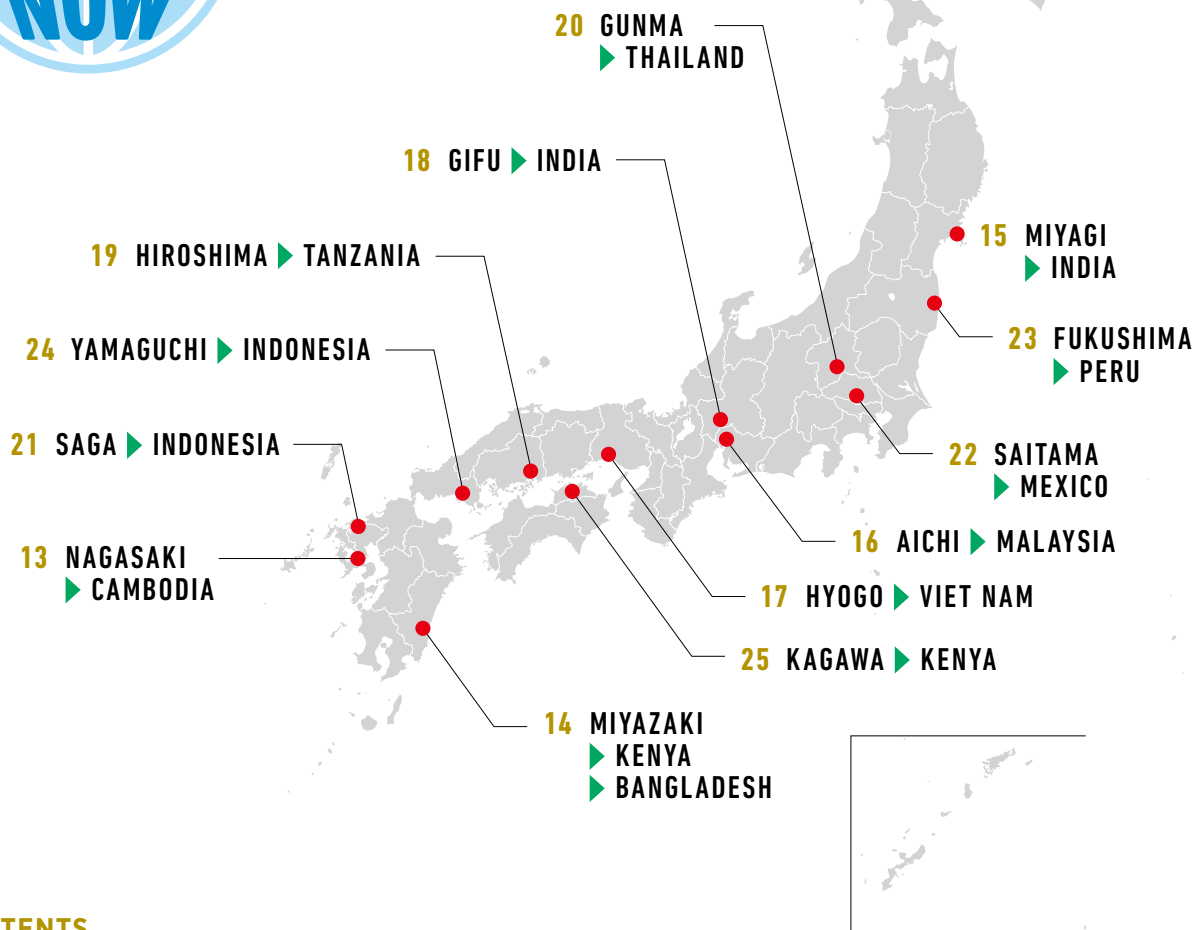 NOW
20 GUNMA
▶ THAILAND
18 GIFU ▶ INDIA
15 MIYAGI
▶ INDIA
19 HIROSHIMA ▶ TANZANIA
23 FUKUSHIMA
▶ PERU
24 YAMAGUCHI ▶ INDONESIA
21 SAGA ▶ INDONESIA
22 SAITAMA
▶ MEXICO
16 AICHI ▶ MALAYSIA
13 NAGASAKI
▶ CAMBODIA
17 HYOGO ▶ VIET NAM
25 KAGAWA ▶ KENYA
14 MIYAZAKI
▶ KENYA
▶ BANGLADESH
TENTS